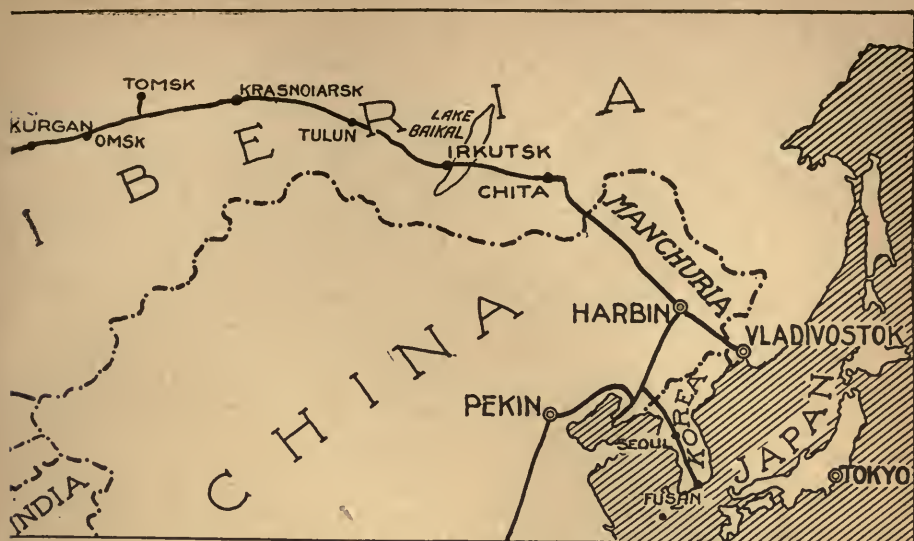 TOMSK
KRASNOIARSK
KURGAN
OMSK
TULUN
LAKE
BAIKAL
IRKUTSK
CHITA
IBERIA
MANCHURIA
HARBIN
VLADIVOSTOK
CHINA
PEKIN
KOREA
SEOUL
JAPAN
TOKYO
FUSAN
INDIA